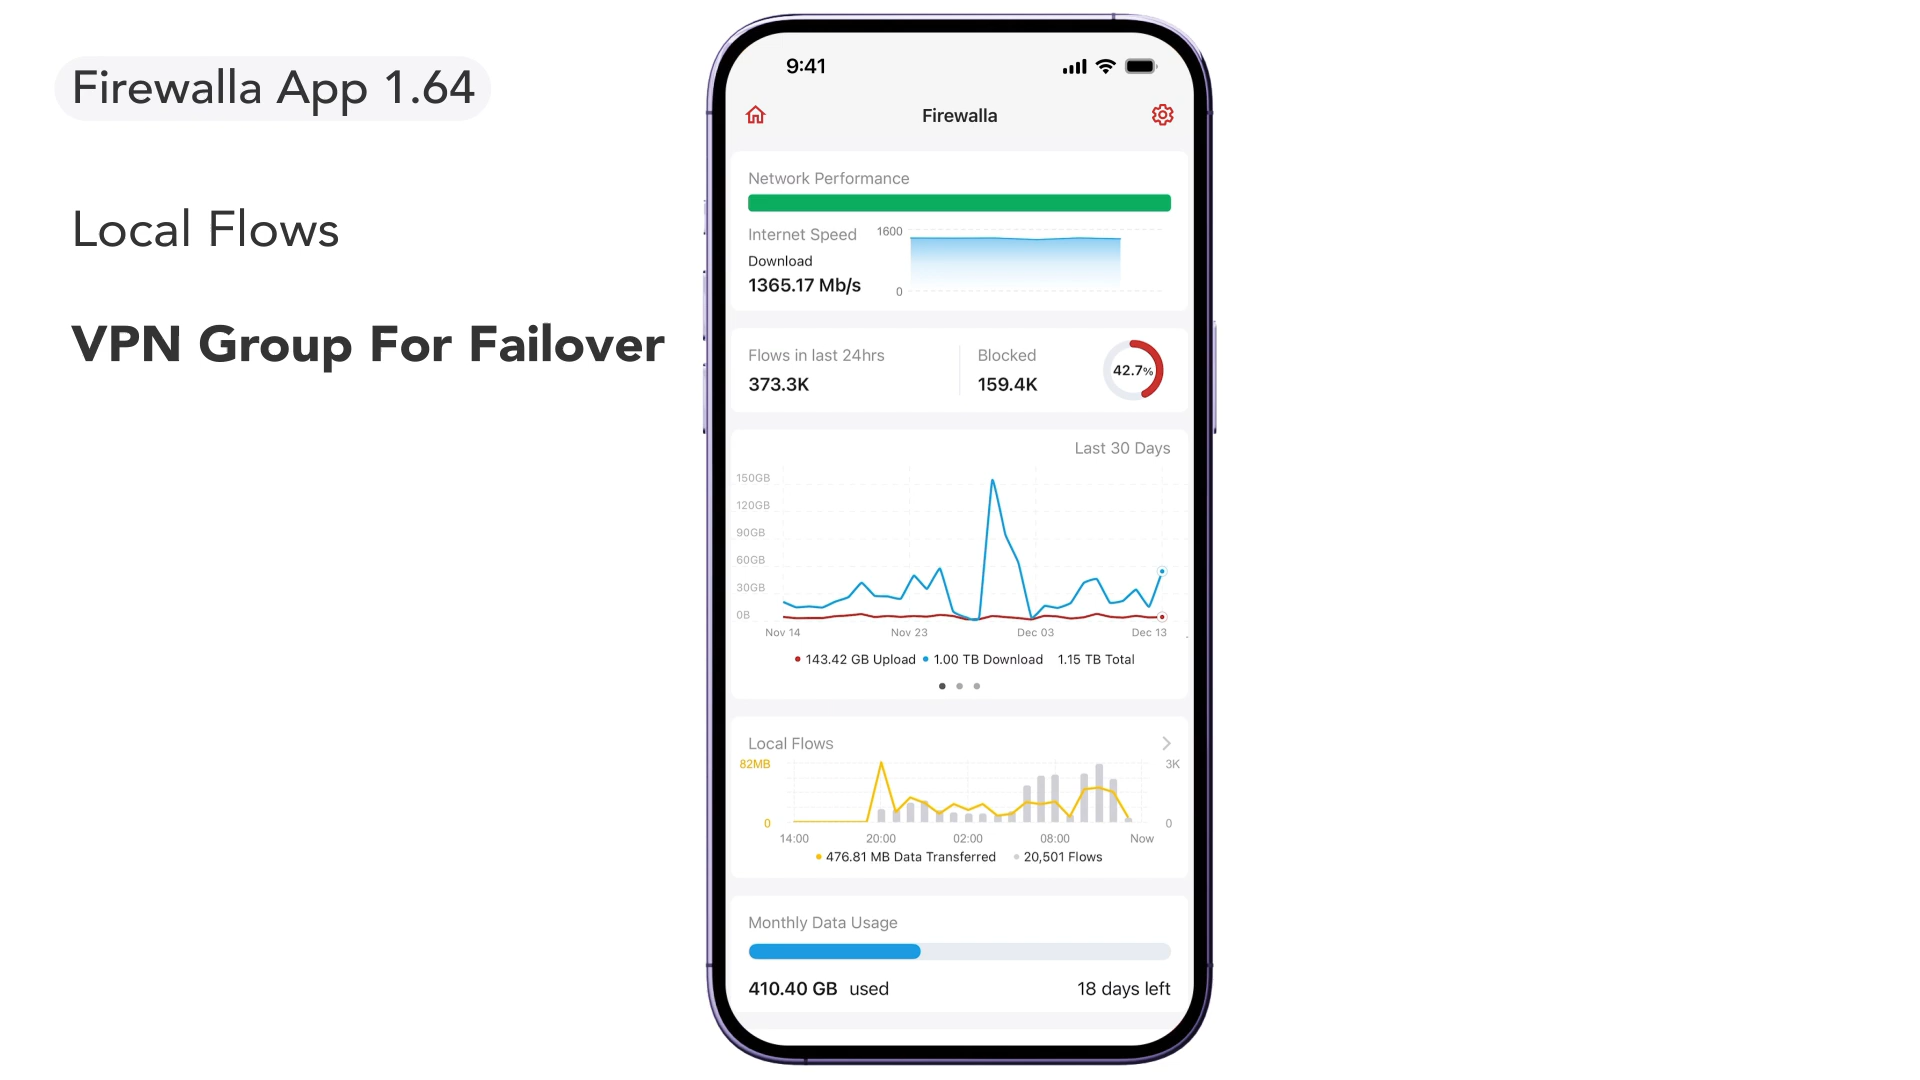 Firewalla App 1.64
Local Flows
VPN Group For Failover
9:41
Firewalla
Network Performance
Internet Speed
Download
1365.17 Mb/s
1600
0
Flows in last 24hrs
373.3K
Blocked
159.4K
42.7%
Last 30 Days
150GB
120GB
90GB
60GB
30GB
0B
Nov 14 Nov 23 Dec 03 Dec 13
143.42 GB Upload 1.00 TB Download 1.15 TB Total
Local Flows
82MB 3K
0 0
14:00 20:00 02:00 08:00 Now
476.81 MB Data Transferred 20,501 Flows
Monthly Data Usage
410.40 GB used 18 days left